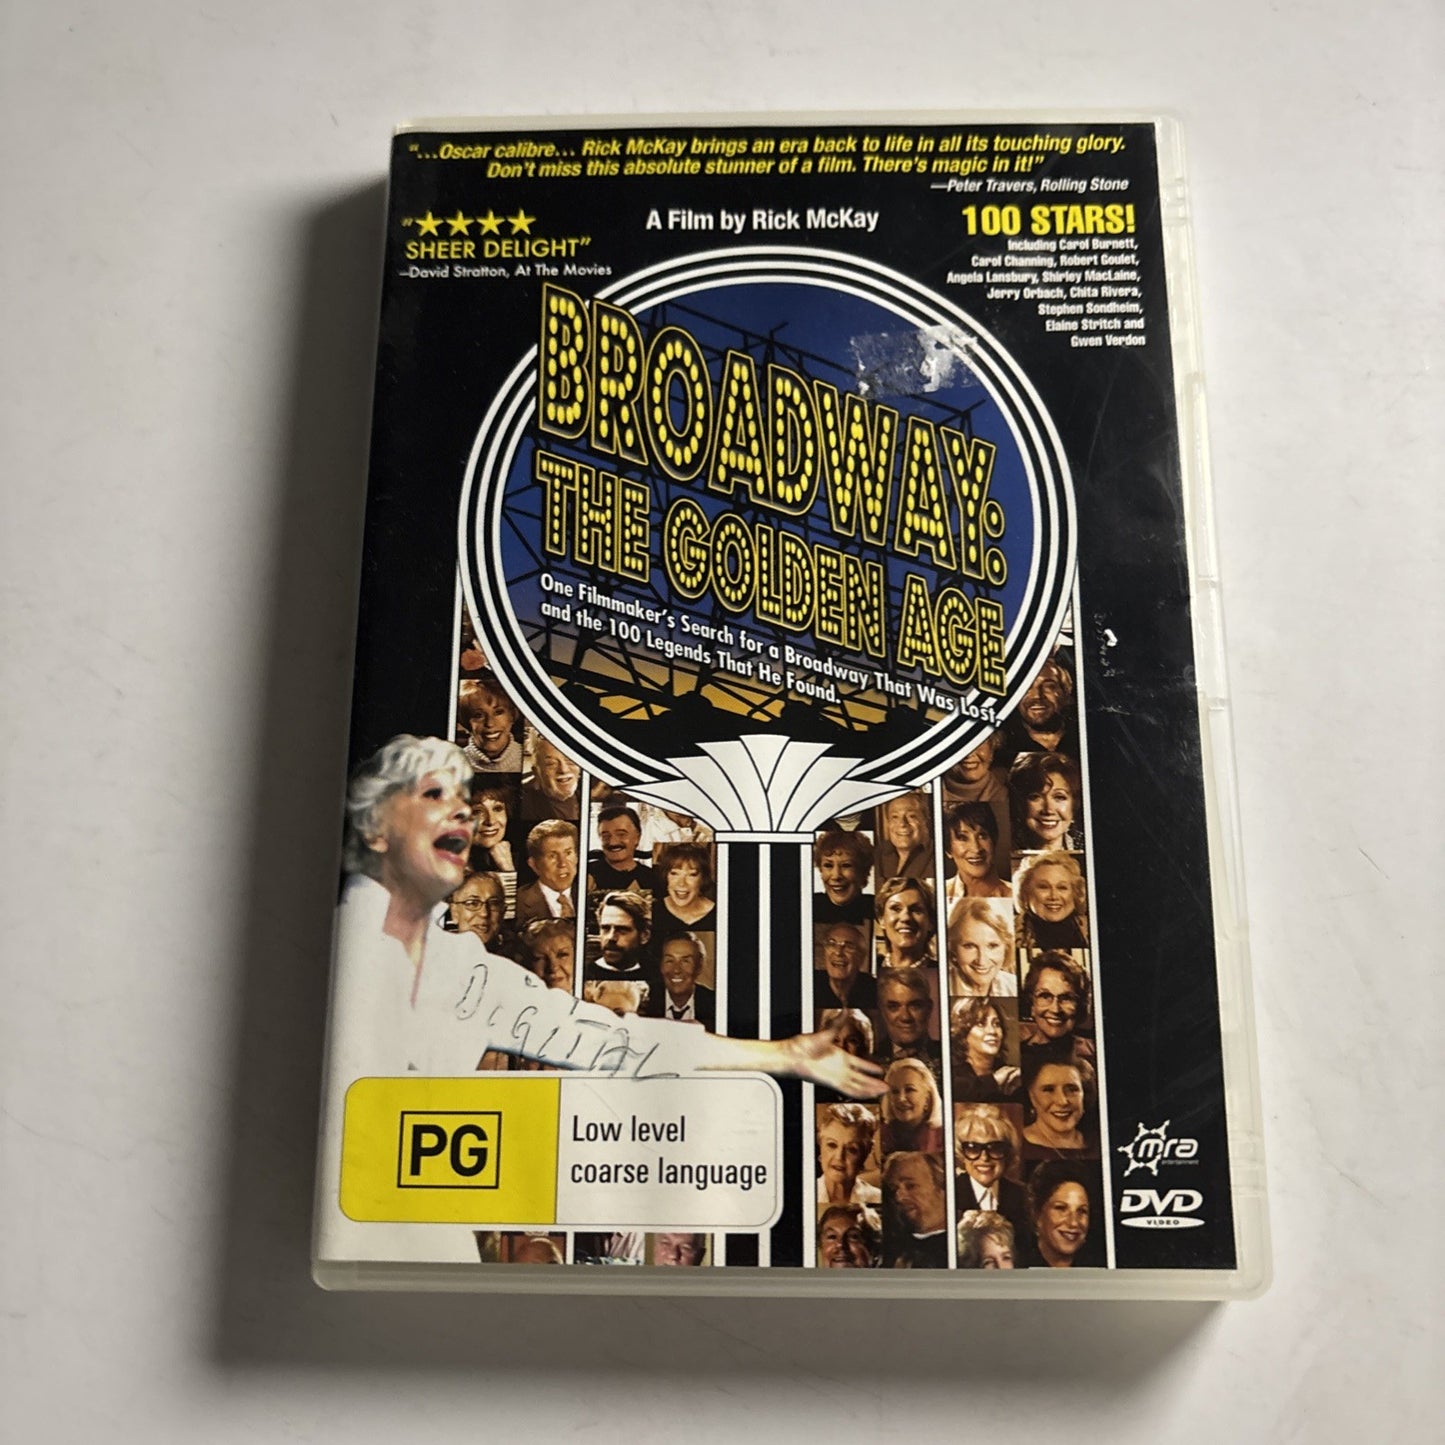 "...Oscar calibre... Rick McKay brings an era back to life in all its touching glory.
Don't miss this absolute stunner of a film. There's magic in it!"
—Peter Travers, Rolling Stone
"★★★★
SHEER DELIGHT"
—David Stratton, At The Movies
A Film by Rick McKay
100 STARS!
Including Carol Burnett,
Carol Channing, Robert Goulet,
Angela Lansbury, Shirley MacLaine,
Jerry Orbach, Chita Rivera,
Stephen Sondheim,
Elaine Stritch and
Gwen Verdon
BROADWAY:
THE GOLDEN AGE
One Filmmaker's Search for a Broadway That Was Lost,
and the 100 Legends That He Found.
DIGITAL
PG
Low level
coarse language
mra
entertainment
DVD
VIDEO